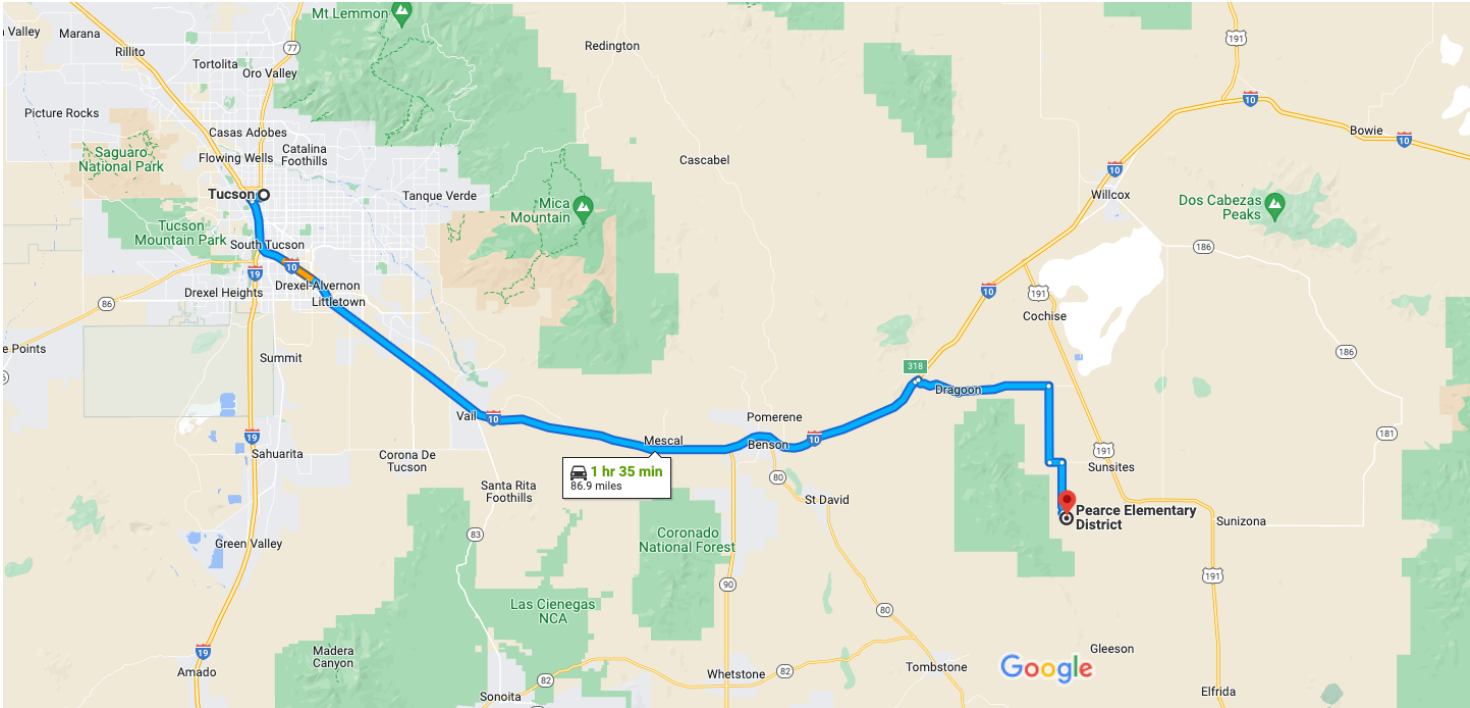 Mt Lemmon
Valley
Marana
Redington
191
Rillito
77
Tortolita
Oro Valley
10
Picture Rocks
Casas Adobes
Bowie
10
Saguaro
National Park
Flowing Wells
Catalina
Foothills
Cascabel
10
Tucson
Tanque Verde
Willcox
Mica
Mountain
Dos Cabezas
Peaks
Tucson
Mountain Park
South Tucson
186
10
19
Drexel-Alvernon
Drexel Heights
Littletown
86
10
191
Cochise
e Points
Summit
186
318
Dragoon
Vail
10
Pomerene
Mescal
Benson
10
19
Sahuarita
Corona De
Tucson
181
191
Sunsites
1 hr 35 min
86.9 miles
80
Santa Rita
Foothills
St David
Pearce Elementary
District
Sunizona
83
Coronado
National Forest
Green Valley
191
90
Las Cienegas
NCA
80
19
Amado
Madera
Canyon
Gleeson
Whetstone
82
Tombstone
Google
82
Sonoita
Elfrida